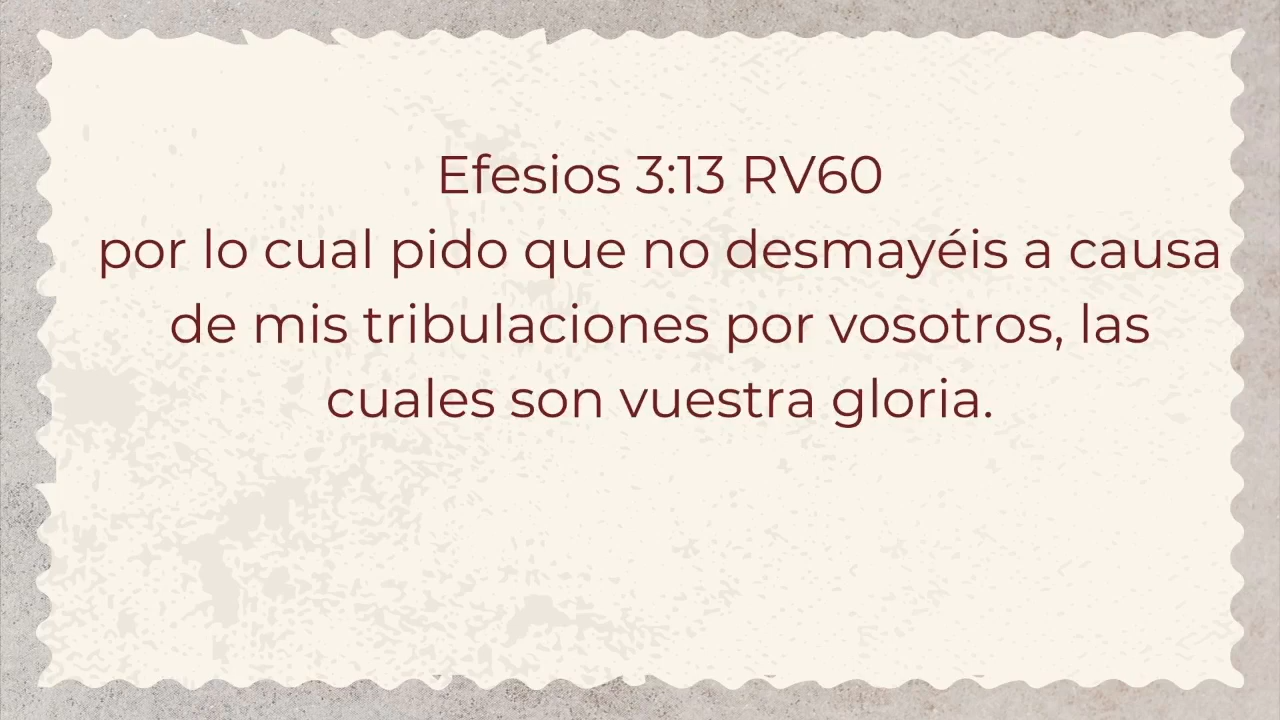 Efesios 3:13 RV60
por lo cual pido que no desmayéis a causa
de mis tribulaciones por vosotros, las
cuales son vuestra gloria.